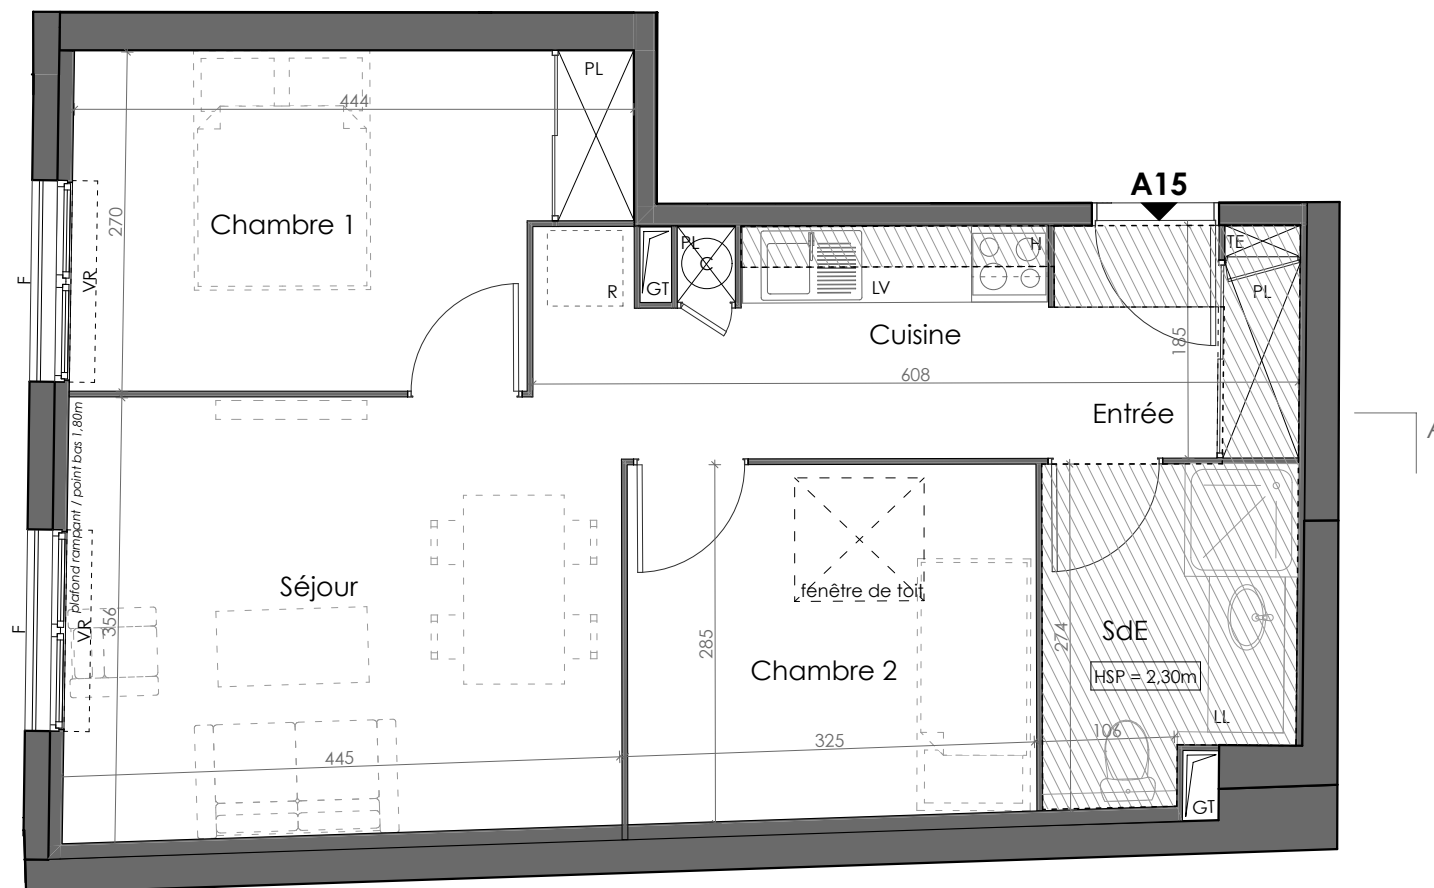 PL
444
A15
Chambre 1
270
VR
F
R
GT
PL
LV
H
TE
PL
Cuisine
185
608
Entrée
A
plafond rampant / point bas 1,80m
Séjour
fénêtre de toit
356
VR
F
285
Chambre 2
274
SdE
HSP = 2,30m
LL
106
325
445
GT